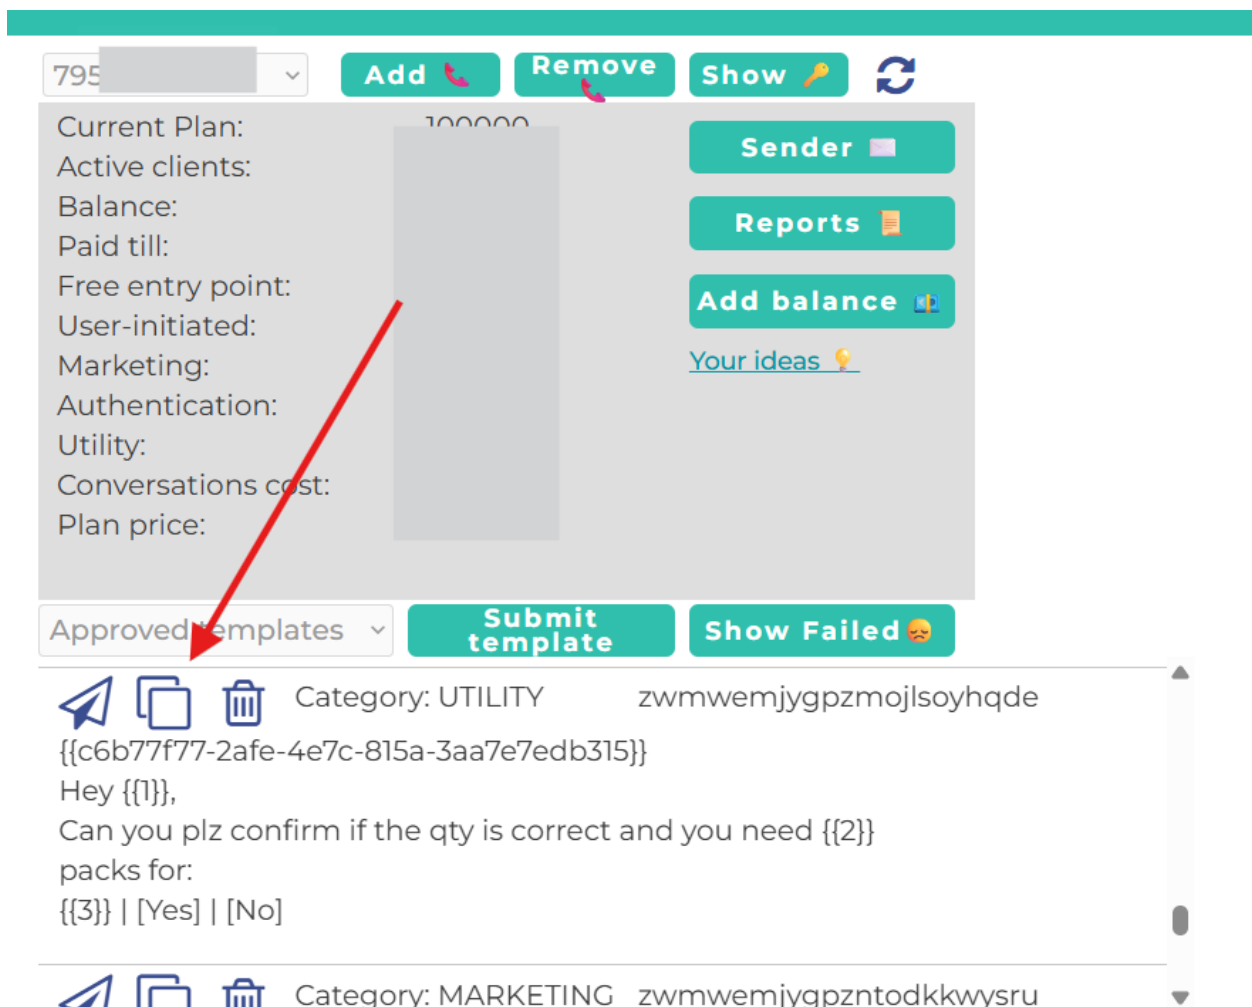 795
Add
Remove
Show
Current Plan: 100000
Active clients:
Balance:
Paid till:
Free entry point:
User-initiated:
Marketing:
Authentication:
Utility:
Conversations cost:
Plan price:
Sender
Reports
Add balance
Your ideas
Approved templates
Submit
template
Show Failed
Category: UTILITY zwmwemjygpzmojlsoyhqde
{{c6b77f77-2afe-4e7c-815a-3aa7e7edb315}}
Hey {{1}},
Can you plz confirm if the qty is correct and you need {{2}}
packs for:
{{3}} | [Yes] | [No]
Category: MARKETING zwmwemjygpzntodkkwysru